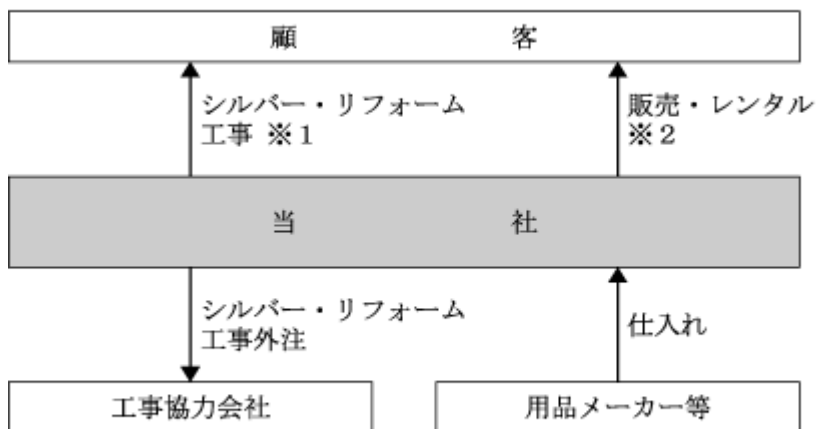 顧客
シルバー・リフォーム
工事 ※1
販売・レンタル
※2
当社
シルバー・リフォーム
工事外注
仕入れ
工事協力会社
用品メーカー等